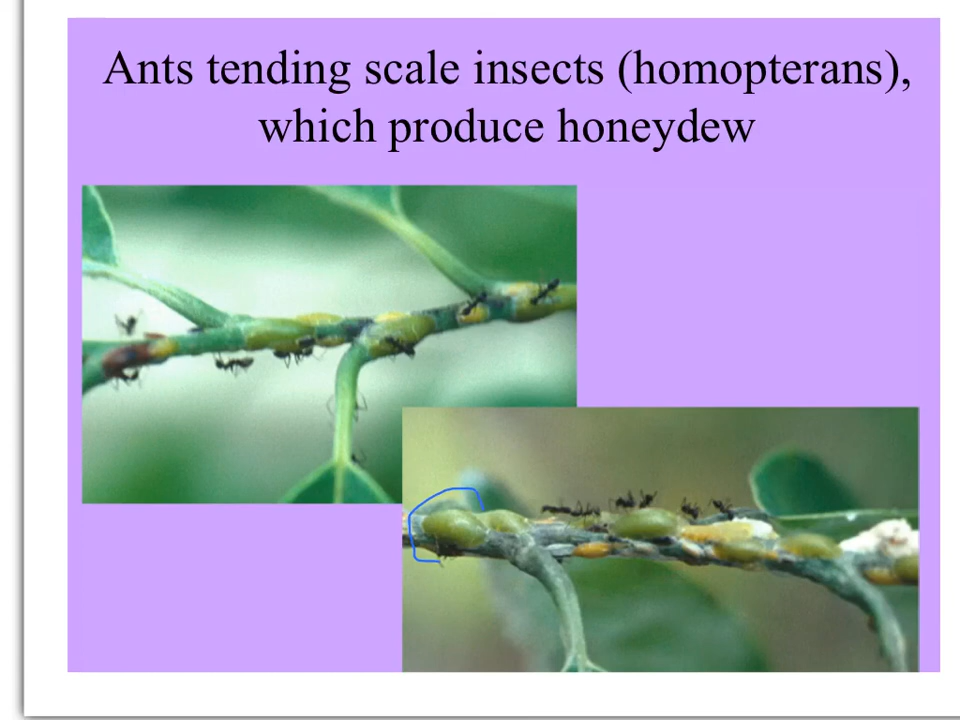 Ants tending scale insects (homopterans),
which produce honeydew